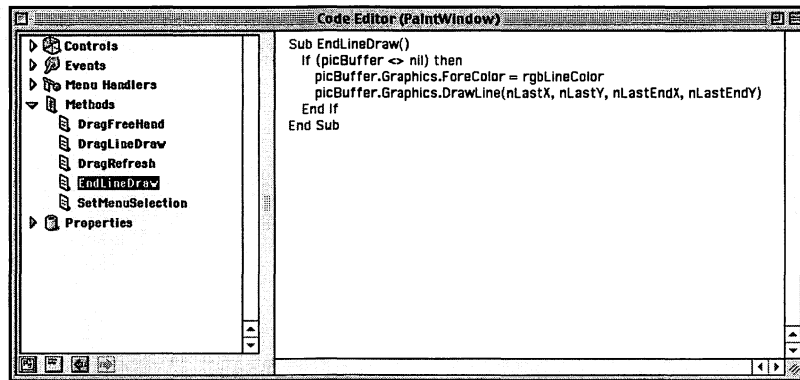 Code Editor (PaintWindow)
Controls
Events
Menu Handlers
Methods
DragFreeHand
DragLineDraw
DragRefresh
EndLineDraw
SetMenuSelection
Properties
Sub EndLineDraw()
If (picBuffer <> nil) then
picBuffer.Graphics.ForeColor = rgbLineColor
picBuffer.Graphics.DrawLine(nLastX, nLastY, nLastEndX, nLastEndY)
End If
End Sub